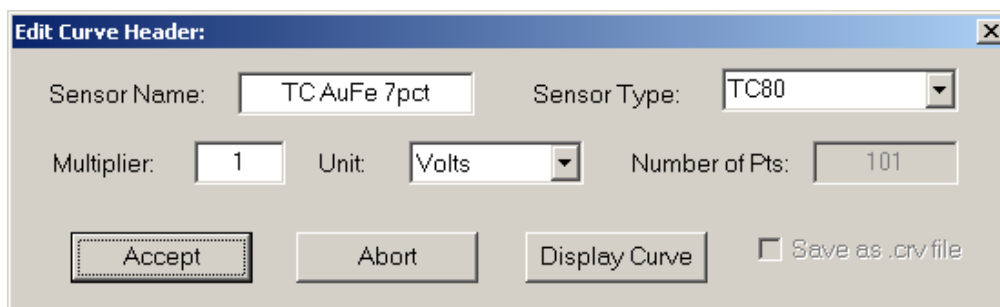 Edit Curve Header:
Sensor Name: TC AuFe 7pct Sensor Type: TC80
Multiplier: 1 Unit: Volts Number of Pts: 101
Accept Abort Display Curve Save as .crv file